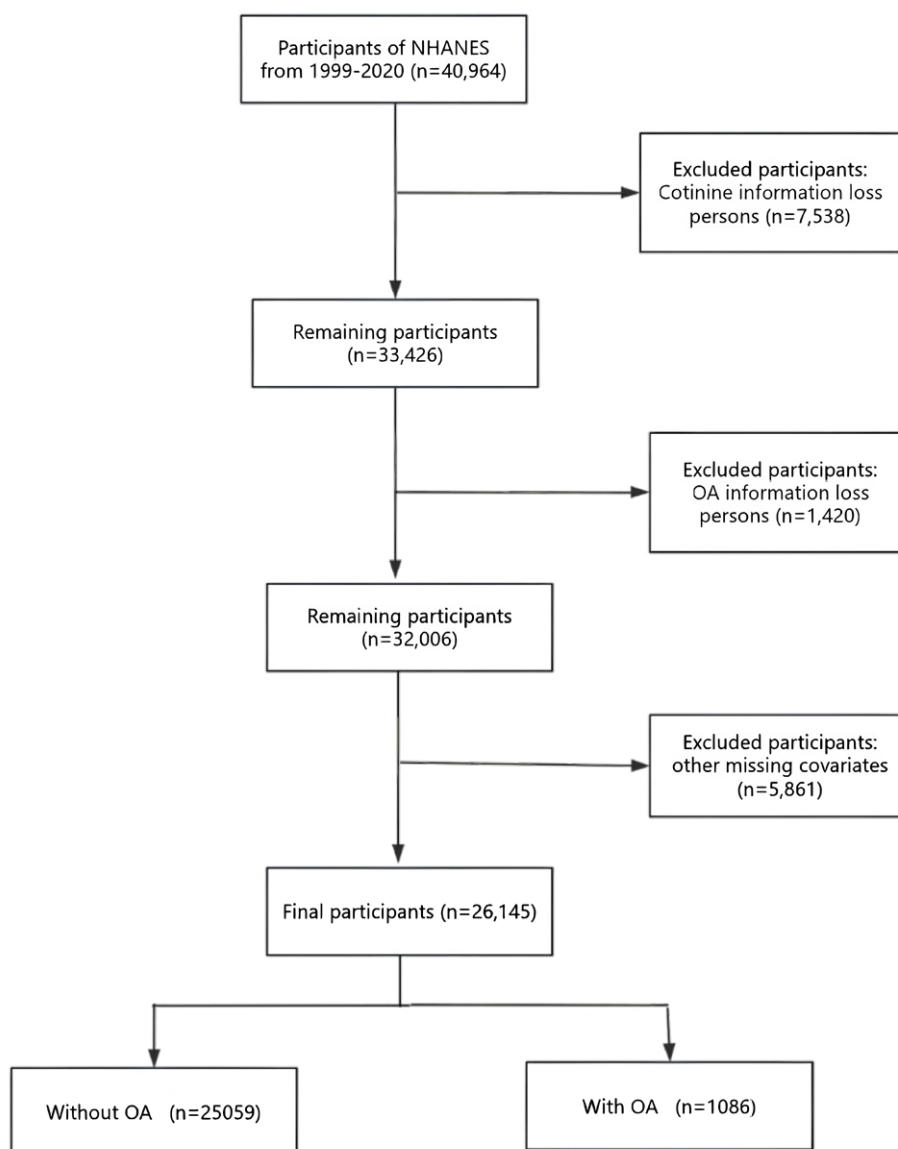 Participants of NHANES
from 1999-2020 (n=40,964)
Excluded participants:
Cotinine information loss
persons (n=7,538)
Remaining participants
(n=33,426)
Excluded participants:
OA information loss
persons (n=1,420)
Remaining participants
(n=32,006)
Excluded participants:
other missing covariates
(n=5,861)
Final participants (n=26,145)
Without OA (n=25059)
With OA (n=1086)